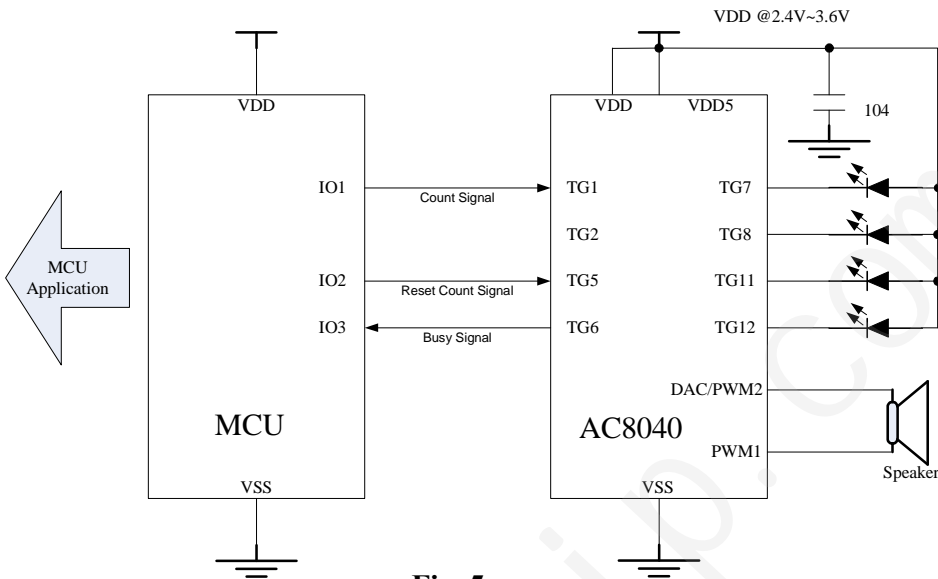 VDD @2.4V~3.6V
VDD
VDD
VDD5
104
IO1
Count Signal
TG1
TG7
TG2
TG8
MCU
Application
IO2
Reset Count Signal
TG5
TG11
IO3
Busy Signal
TG6
TG12
DAC/PWM2
MCU
AC8040
PWM1
Speaker
VSS
VSS